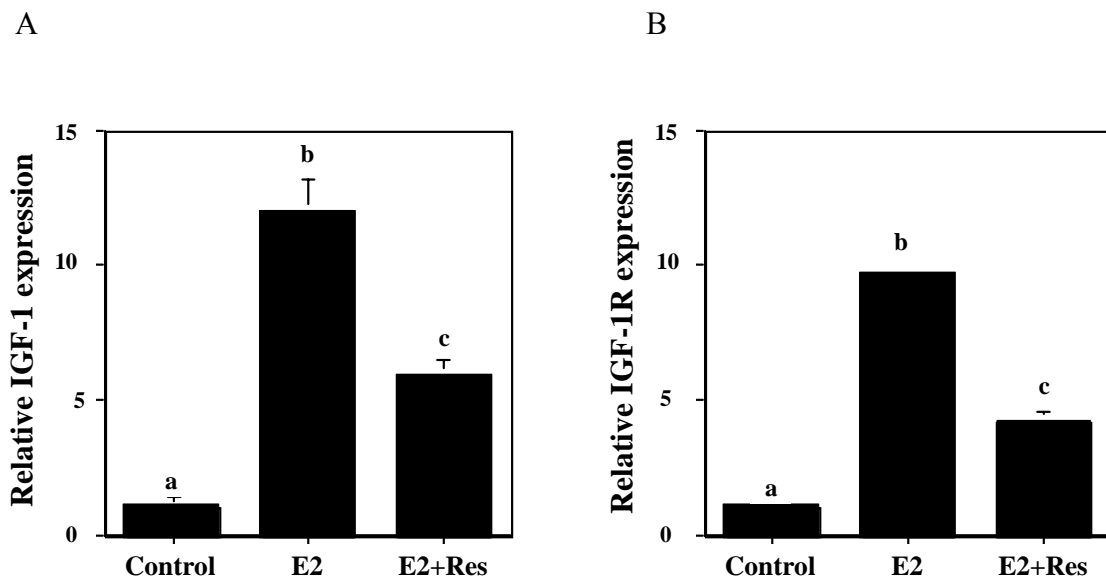 A
Relative IGF-1 expression
15
10
5
0
a
b
c
Control E2 E2+Res
B
Relative IGF-1R expression
15
10
5
0
a
b
c
Control E2 E2+Res